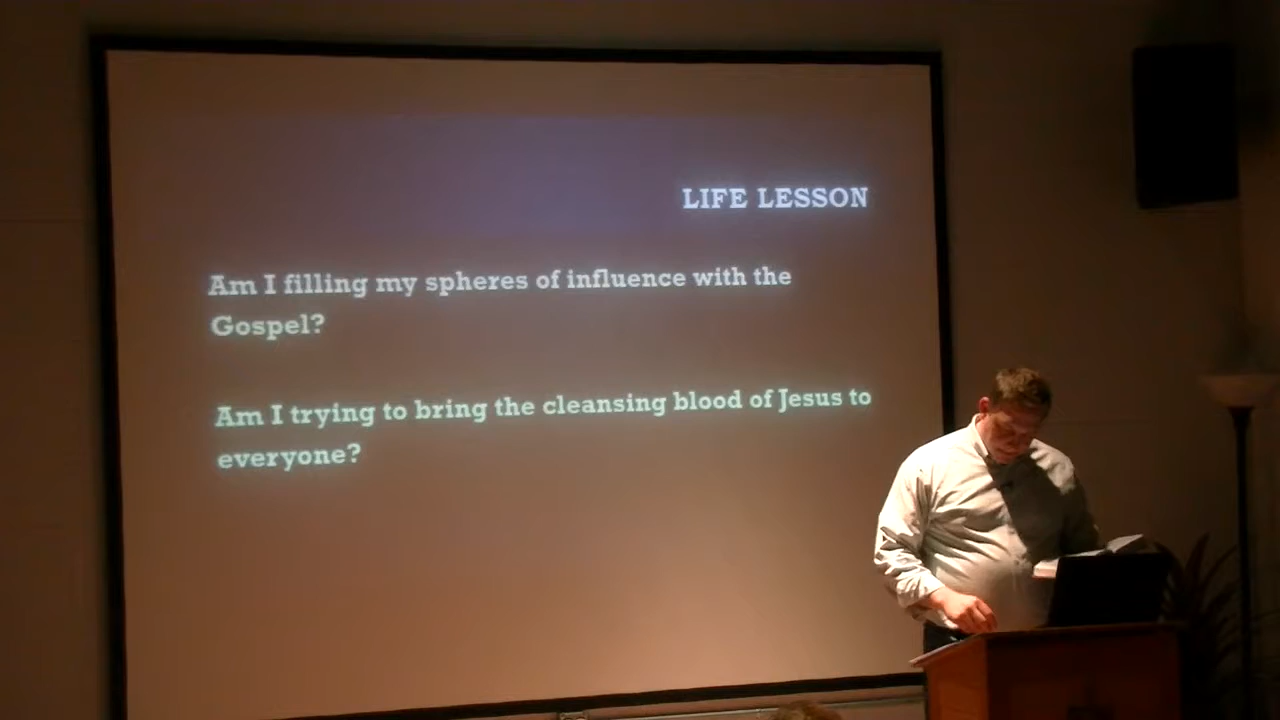 LIFE LESSON
Am I filling my spheres of influence with the
Gospel?
Am I trying to bring the cleansing blood of Jesus to
everyone?